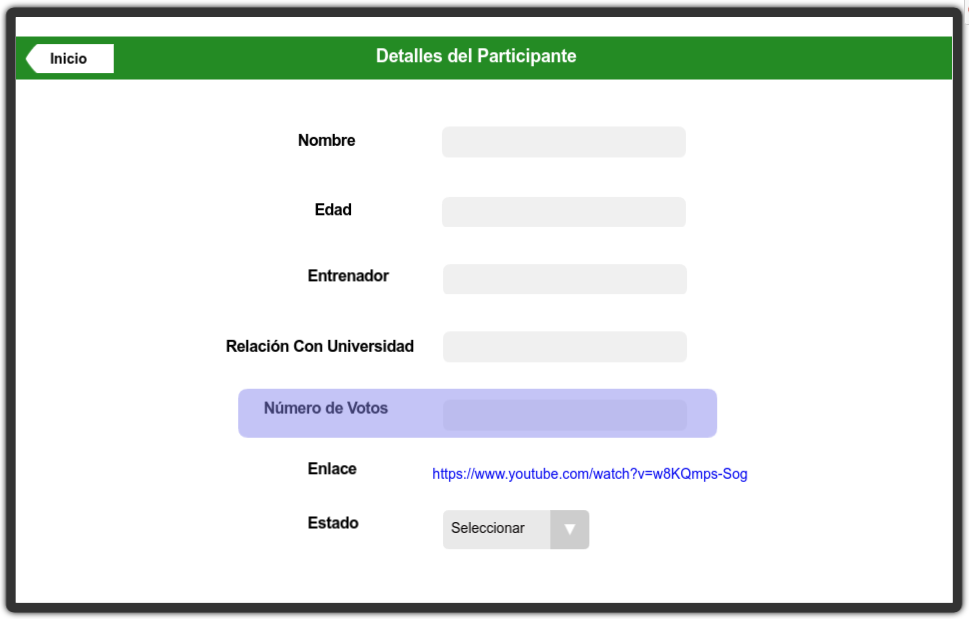 Inicio
Detalles del Participante
Nombre
Edad
Entrenador
Relación Con Universidad
Número de Votos
Enlace
https://www.youtube.com/watch?v=w8KQmps-Sog
Estado
Seleccionar